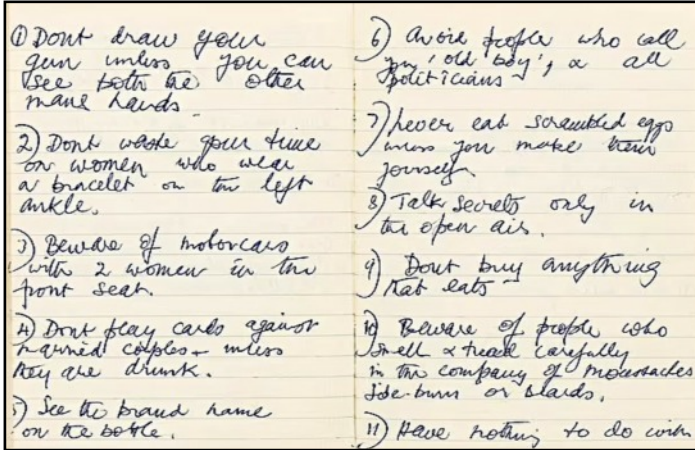 ① Dont draw your
gun unless you can
see both the other
mans hands
2) Dont waste your time
on women who wear
a bracelet on the left
ankle.
3) Beware of motorcars
with 2 women in the
front seat.
4) Dont play cards against
married couples - unless
they are drunk.
5) See the brand name
on the bottle.
6) Avoid people who call
you 'old boy', & all
politicians
7) Never eat scrambled eggs
unless you make them
yourself.
8) Talk secrets only in
the open air.
9) Dont buy anything
that eats
10 Beware of people who
smell & tread carefully
in the company of moustaches
side-burns or beards.
11) Have nothing to do with